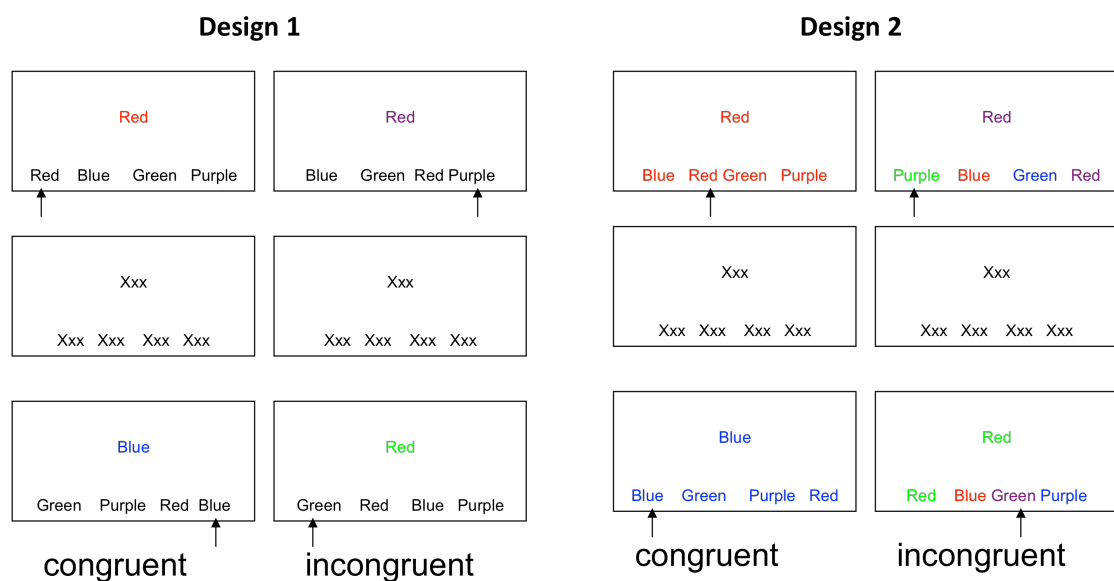 Design 1
Design 2
Red
Red
Red
Red
Red Blue Green Purple
Blue Green Red Purple
Blue Red Green Purple
Purple Blue Green Red
Xxx
Xxx
Xxx
Xxx
Xxx Xxx Xxx Xxx
Xxx Xxx Xxx Xxx
Xxx Xxx Xxx Xxx
Xxx Xxx Xxx Xxx
Blue
Red
Blue
Red
Green Purple Red Blue
Green Red Blue Purple
Blue Green Purple Red
Red Blue Green Purple
congruent
incongruent
congruent
incongruent